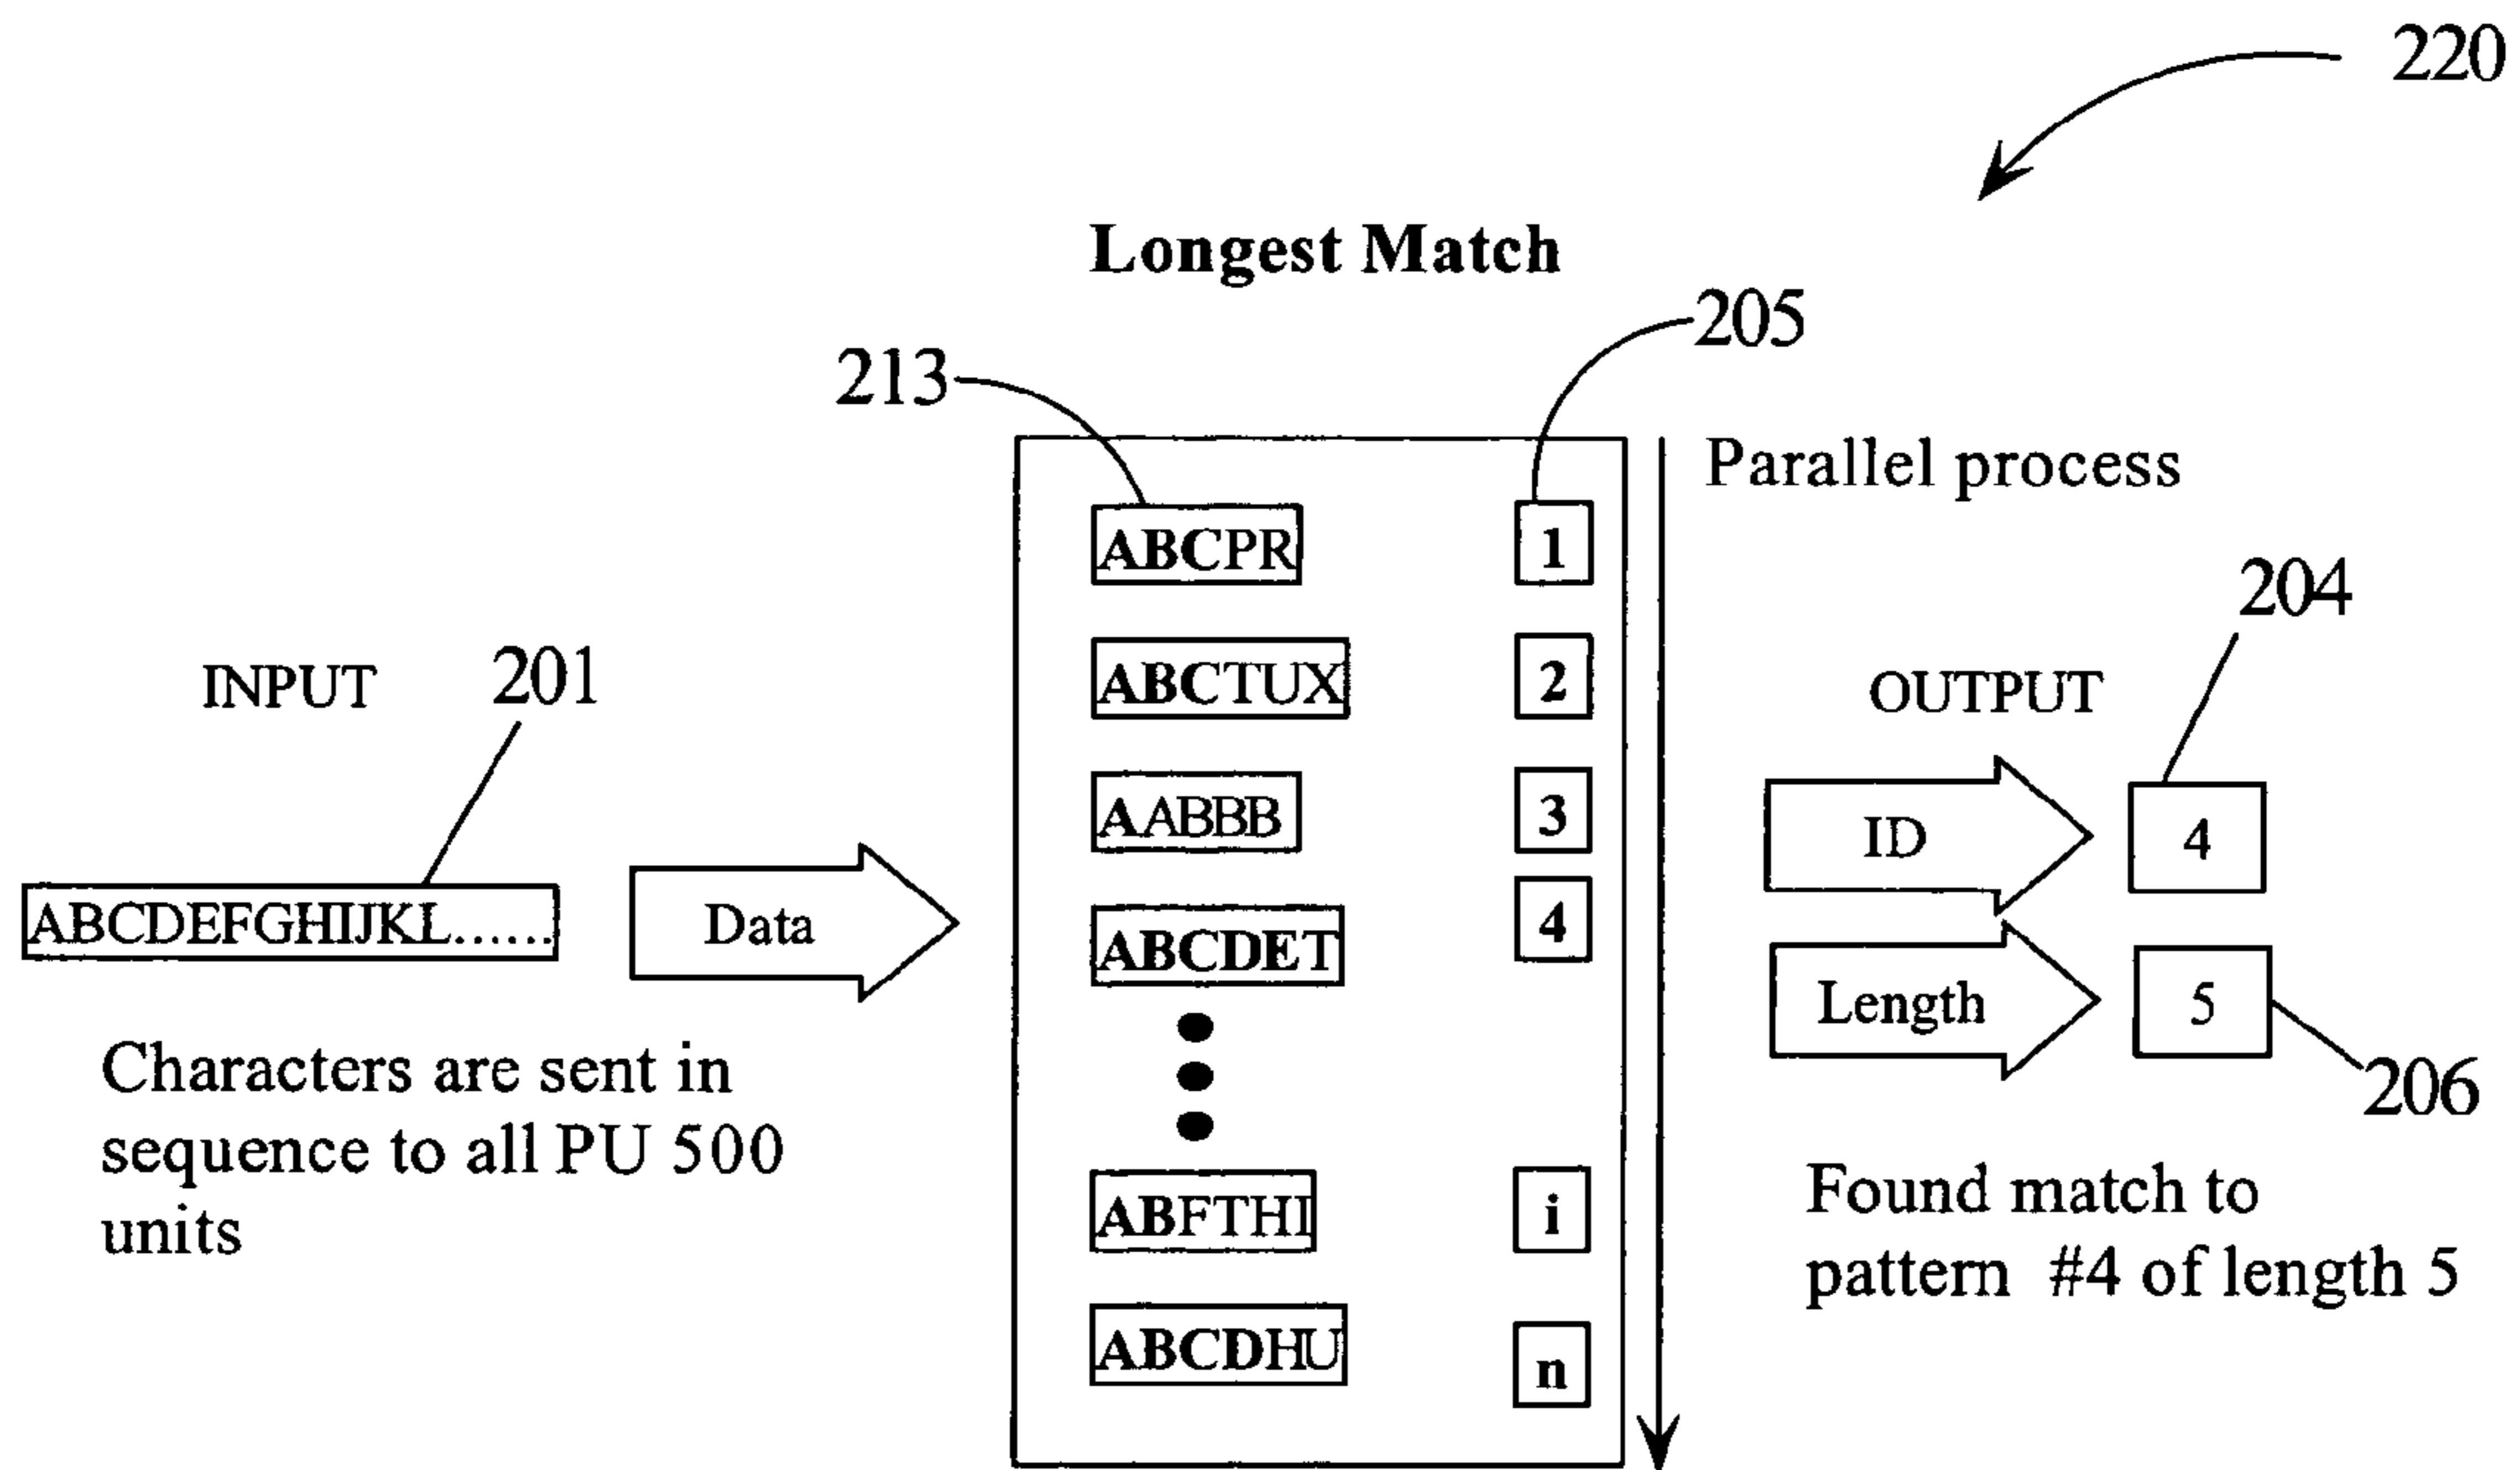 220
Longest Match
205
213
Parallel process
ABCPR
1
204
ABCTUX
2
INPUT
201
OUTPUT
AABBB
3
ID
4
ABCDEFGHIJKL......
Data
ABCDET
4
Length
5
206
Characters are sent in
sequence to all PU 500
units
ABFTHI
i
Found match to
pattern #4 of length 5
ABCDHU
n